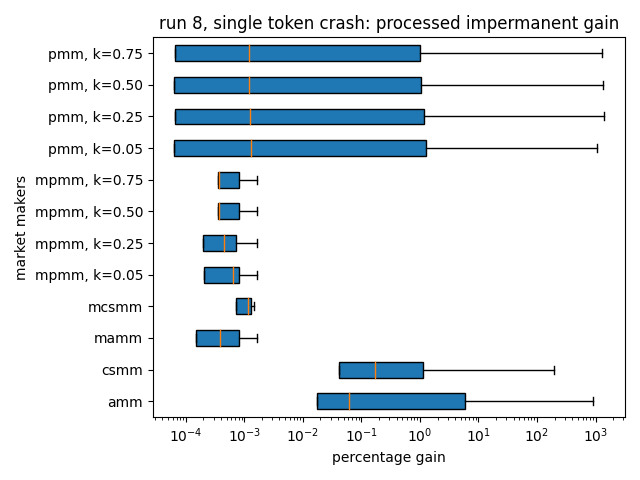 run 8, single token crash: processed impermanent gain
pmm, k=0.75
pmm, k=0.50
pmm, k=0.25
pmm, k=0.05
mpmm, k=0.75
mpmm, k=0.50
mpmm, k=0.25
mpmm, k=0.05
mcsmm
mamm
csmm
amm
market makers
10⁻⁴ 10⁻³ 10⁻² 10⁻¹ 10⁰ 10¹ 10² 10³
percentage gain